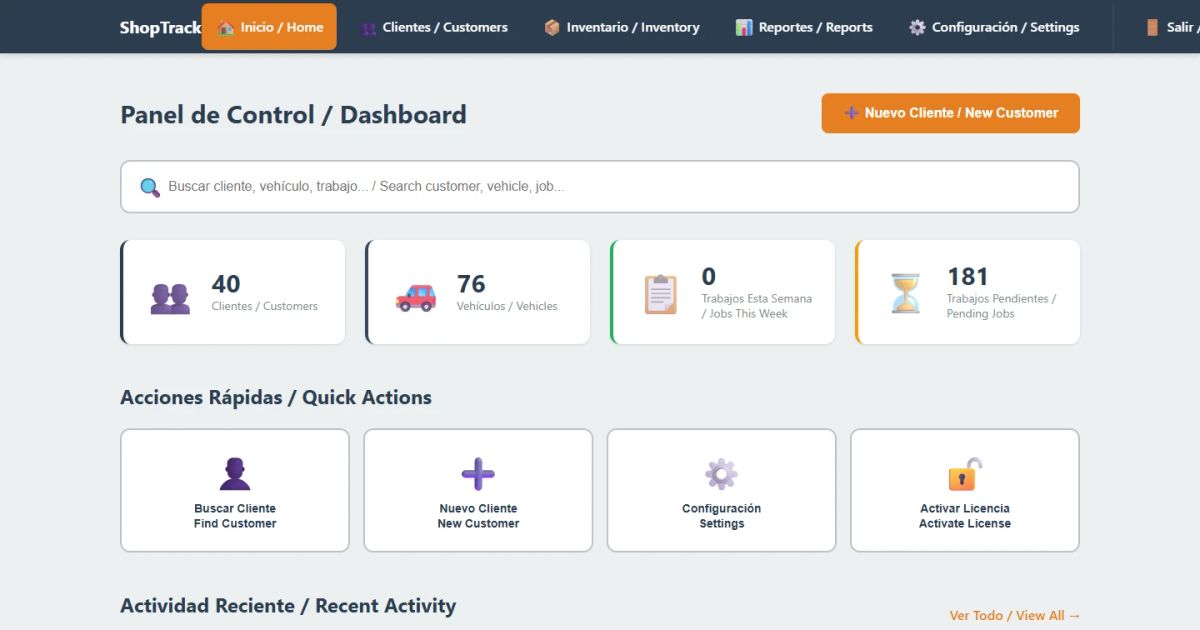 ShopTrack
Inicio / Home
Clientes / Customers
Inventario / Inventory
Reportes / Reports
Configuración / Settings
Salir /
Panel de Control / Dashboard
Nuevo Cliente / New Customer
Buscar cliente, vehículo, trabajo... / Search customer, vehicle, job...
40
Clientes / Customers
76
Vehículos / Vehicles
0
Trabajos Esta Semana
/ Jobs This Week
181
Trabajos Pendientes /
Pending Jobs
Acciones Rápidas / Quick Actions
Buscar Cliente
Find Customer
Nuevo Cliente
New Customer
Configuración
Settings
Activar Licencia
Activate License
Actividad Reciente / Recent Activity
Ver Todo / View All →